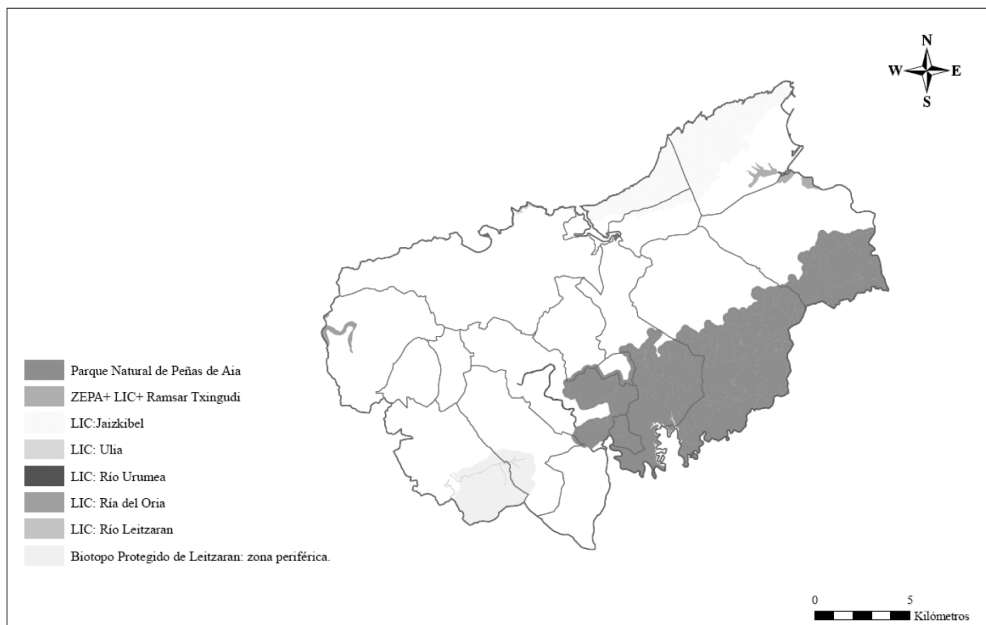 N
W E
S
Parque Natural de Peñas de Aia
ZEPA+ LIC+ Ramsar Txingudi
LIC:Jaizkibel
LIC: Ulia
LIC: Río Urumea
LIC: Ría del Oria
LIC: Río Leitzaran
Biotopo Protegido de Leitzaran: zona periférica.
0 5
Kilómetros